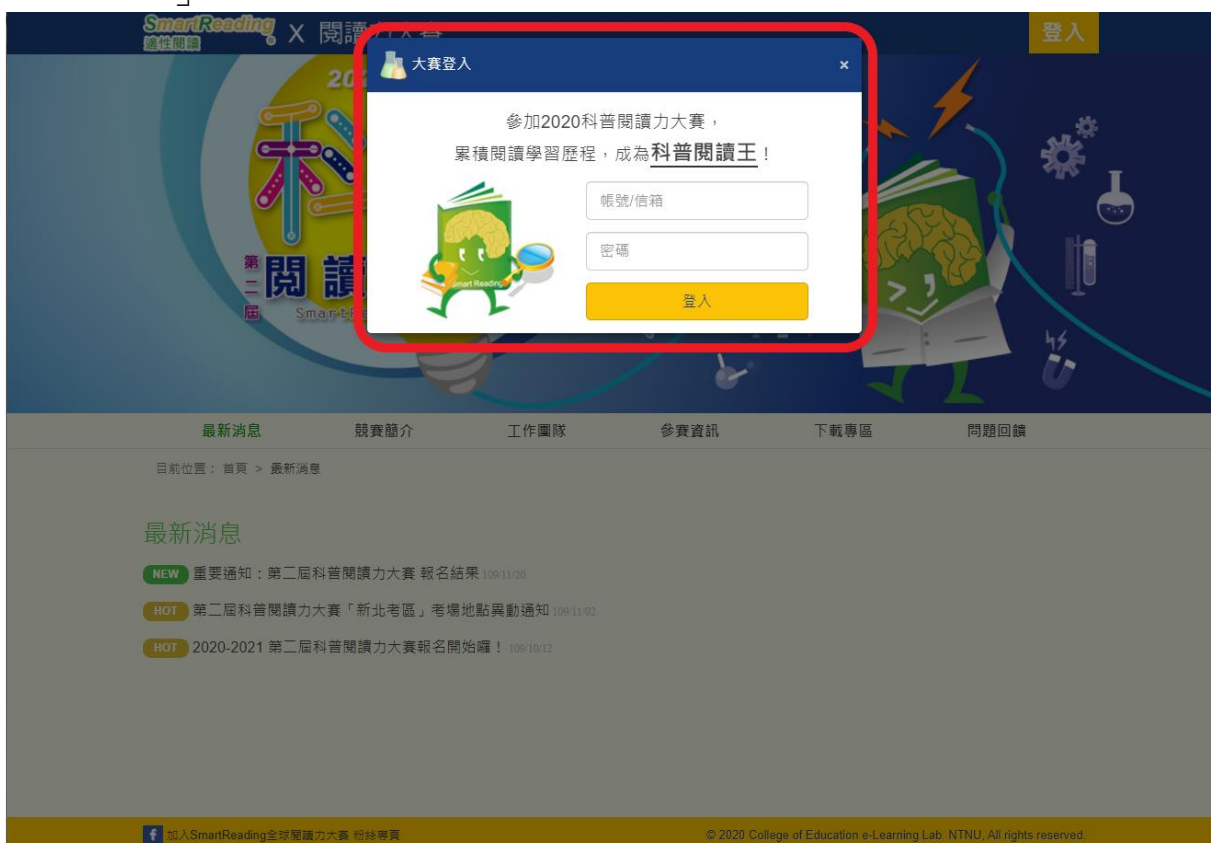 」
SmartReading
適性閱讀
X 閱讀力大賽
登入
大賽登入
×
參加2020科普閱讀力大賽，
累積閱讀學習歷程，成為科普閱讀王！
帳號/信箱
密碼
登入
Smart Reading
20
科
第二屆
閱讀
最新消息 競賽簡介 工作團隊 參賽資訊 下載專區 問題回饋
目前位置： 首頁 > 最新消息
最新消息
NEW 重要通知：第二屆科普閱讀力大賽 報名結果 109/11/20
HOT 第二屆科普閱讀力大賽「新北考區」考場地點異動通知 109/11/02
HOT 2020-2021 第二屆科普閱讀力大賽報名開始囉！ 109/10/12
加入SmartReading全球閱讀力大賽 粉絲專頁
© 2020 College of Education e-Learning Lab. NTNU, All rights reserved.